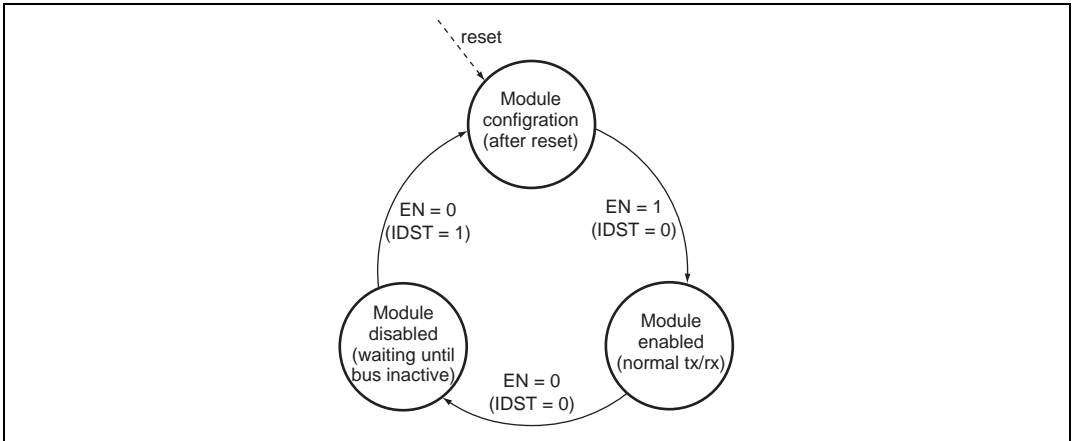 reset
Module
configration
(after reset)
EN = 0
(IDST = 1)
EN = 1
(IDST = 0)
Module
disabled
(waiting until
bus inactive)
Module
enabled
(normal tx/rx)
EN = 0
(IDST = 0)